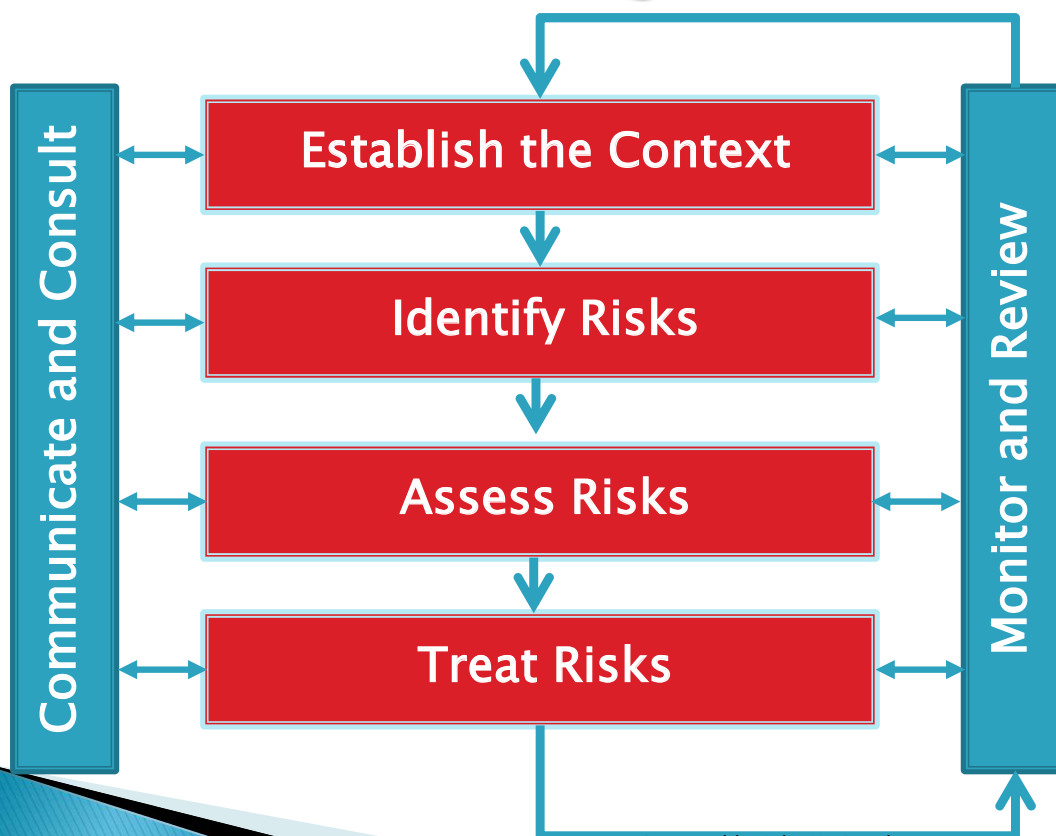 Establish the Context
Identify Risks
Assess Risks
Treat Risks
Communicate and Consult
Monitor and Review